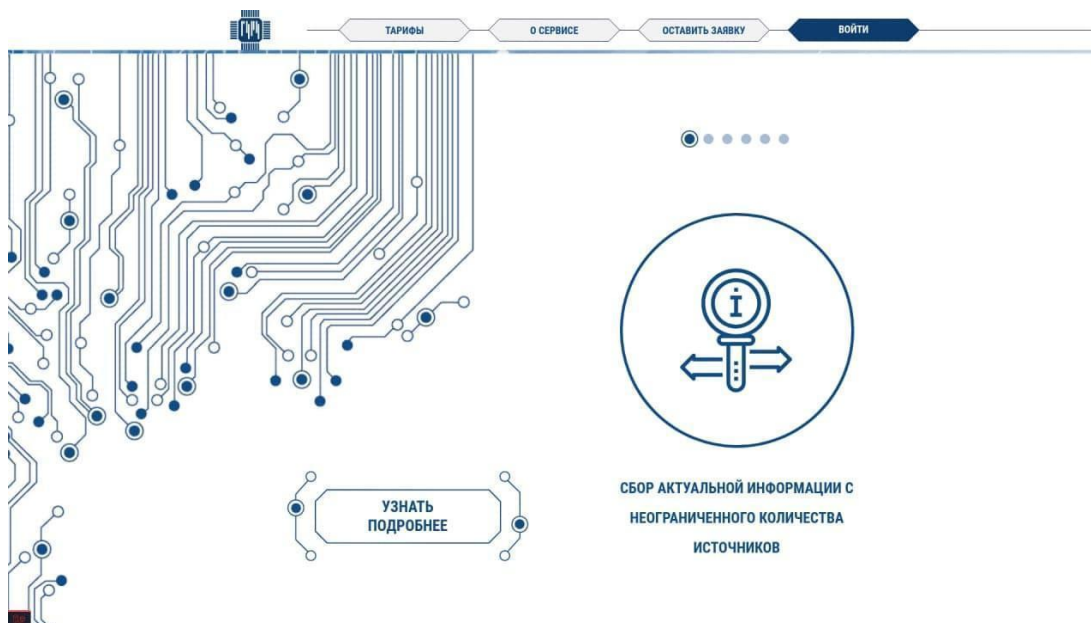 ТАРИФЫ
О СЕРВИСЕ
ОСТАВИТЬ ЗАЯВКУ
ВОЙТИ
УЗНАТЬ
ПОДРОБНЕЕ
СБОР АКТУАЛЬНОЙ ИНФОРМАЦИИ С
НЕОГРАНИЧЕННОГО КОЛИЧЕСТВА
ИСТОЧНИКОВ